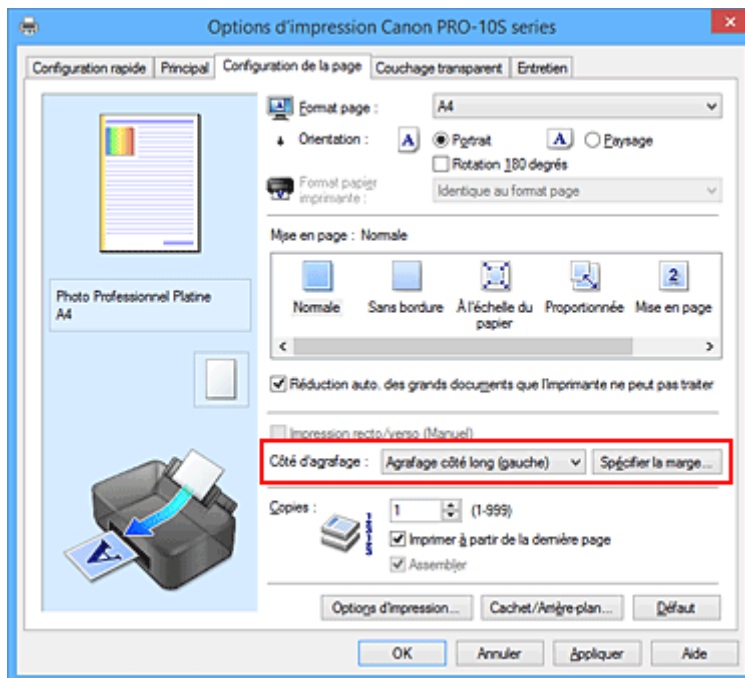 Options d'impression Canon PRO-10S series
Configuration rapide Principal Configuration de la page Couchage transparent Entretien
Format page : A4
Orientation : A Portrait A Paysage
Rotation 180 degrés
Format papier imprimante : Identique au format page
Mise en page : Normale
Normale Sans bordure À l'échelle du papier Proportionnée Mise en page
2
Photo Professionnel Platine
A4
Réduction auto. des grands documents que l'imprimante ne peut pas traiter
Impression recto/verso (Manuel)
Côté d'agrafage : Agrafage côté long (gauche) Spécifier la marge...
Copies : 1 (1-999)
Imprimer à partir de la dernière page
Assembler
A
Options d'impression... Cachet/Arrière-plan... Défaut
OK Annuler Appliquer Aide